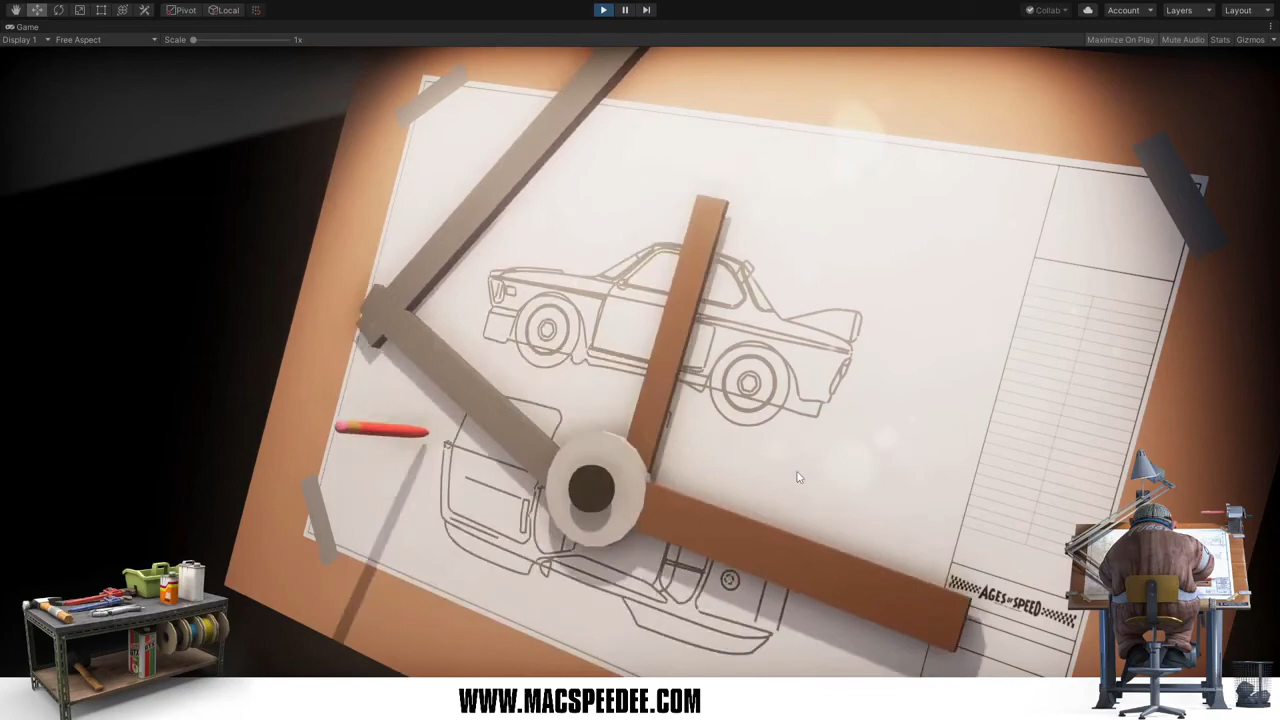 Pivot Local Collab Account Layers Layout
Game
Display 1 Free Aspect Scale 1x Maximize On Play Mute Audio Stats Gizmos
AGES OF SPEED
WWW.MACSPEEDEE.COM